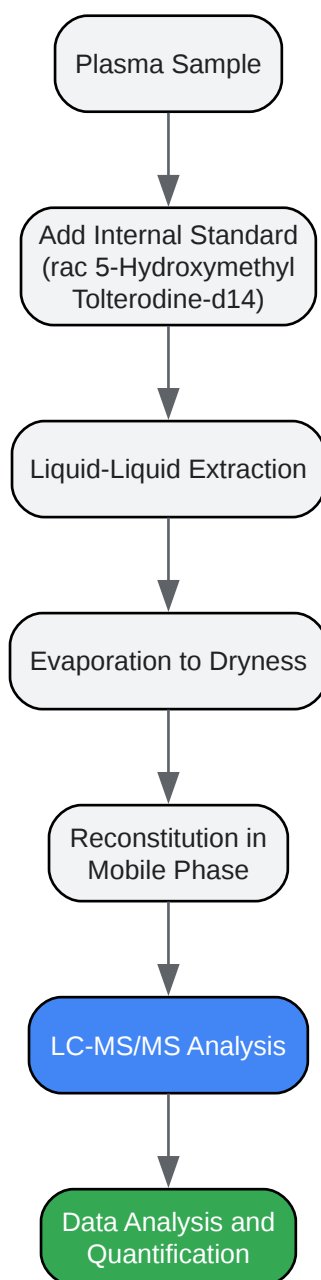 Plasma Sample
Add Internal Standard
(rac 5-Hydroxymethyl
Tolterodine-d14)
Liquid-Liquid Extraction
Evaporation to Dryness
Reconstitution in
Mobile Phase
LC-MS/MS Analysis
Data Analysis and
Quantification